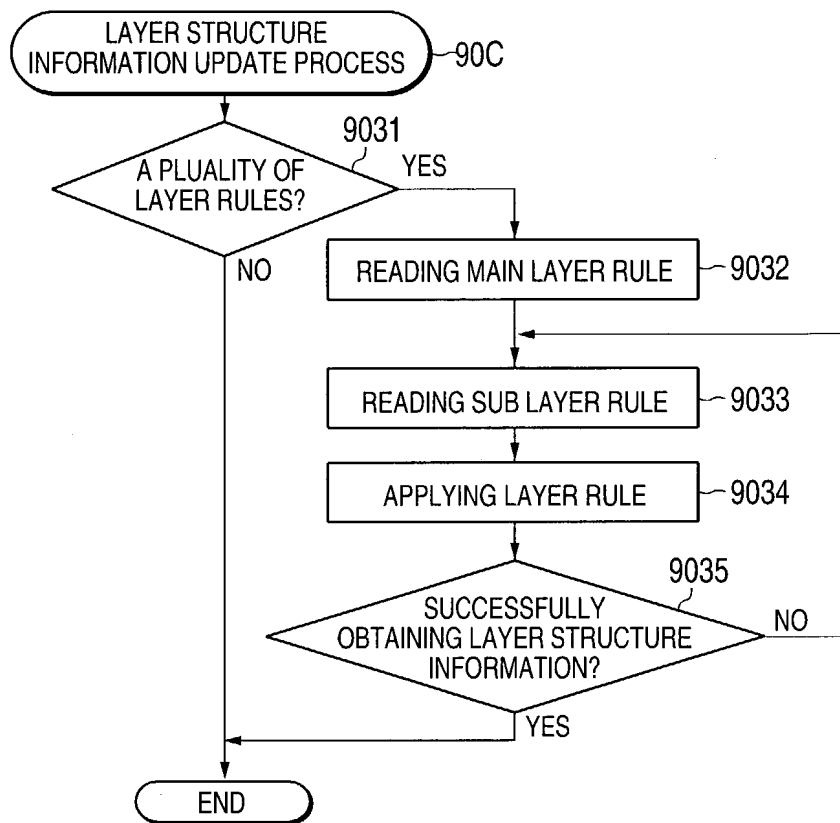 LAYER STRUCTURE
INFORMATION UPDATE PROCESS
90C
9031
A PLUALITY OF
LAYER RULES?
YES
NO
READING MAIN LAYER RULE
9032
READING SUB LAYER RULE
9033
APPLYING LAYER RULE
9034
9035
SUCCESSFULLY
OBTAINING LAYER STRUCTURE
INFORMATION?
NO
YES
END